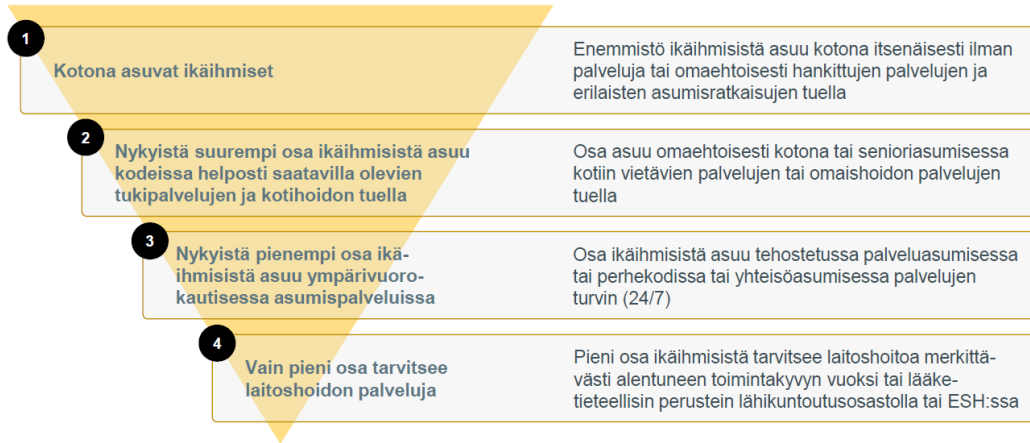 1
Kotona asuvat ikäihmiset
Enemmistö ikäihmisistä asuu kotona itsenäisesti ilman
palveluja tai omaehtoisesti hankittujen palvelujen ja
erilaisten asumisratkaisujen tuella
2
Nykyistä suurempi osa ikäihmisistä asuu
kodeissa helposti saatavilla olevien
tukipalvelujen ja kotihoidon tuella
Osa asuu omaehtoisesti kotona tai senioriasumisessa
kotiin vietävien palvelujen tai omaishoidon palvelujen
tuella
3
Nykyistä pienempi osa ikä-
ihmisistä asuu ympärivuoro-
kautisessa asumispalveluissa
Osa ikäihmisistä asuu tehostetussa palveluasumisessa
tai perhekodissa tai yhteisöasumisessa palvelujen
turvin (24/7)
4
Vain pieni osa tarvitsee
laitoshoidon palveluja
Pieni osa ikäihmisistä tarvitsee laitoshoitoa merkittä-
västi alentuneen toimintakyvyn vuoksi tai lääke-
tieteellisin perustein lähikuntoutusosastolla tai ESH:ssa